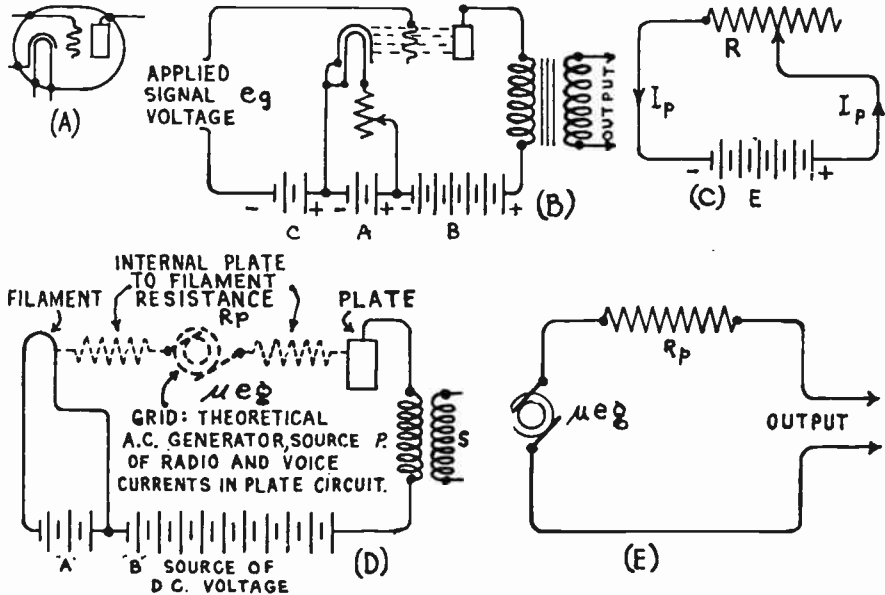 (A)
APPLIED
SIGNAL eg
VOLTAGE
- C +
- A +
- B +
OUTPUT
(B)
R
Ip
Ip
- E +
(C)
INTERNAL PLATE
TO FILAMENT
RESISTANCE
Rp
FILAMENT
PLATE
μeg
GRID: THEORETICAL
A.C. GENERATOR, SOURCE
OF RADIO AND VOICE
CURRENTS IN PLATE CIRCUIT.
P.
S
"A"
"B" SOURCE OF
D C. VOLTAGE
(D)
Rp
μeg
OUTPUT
(E)